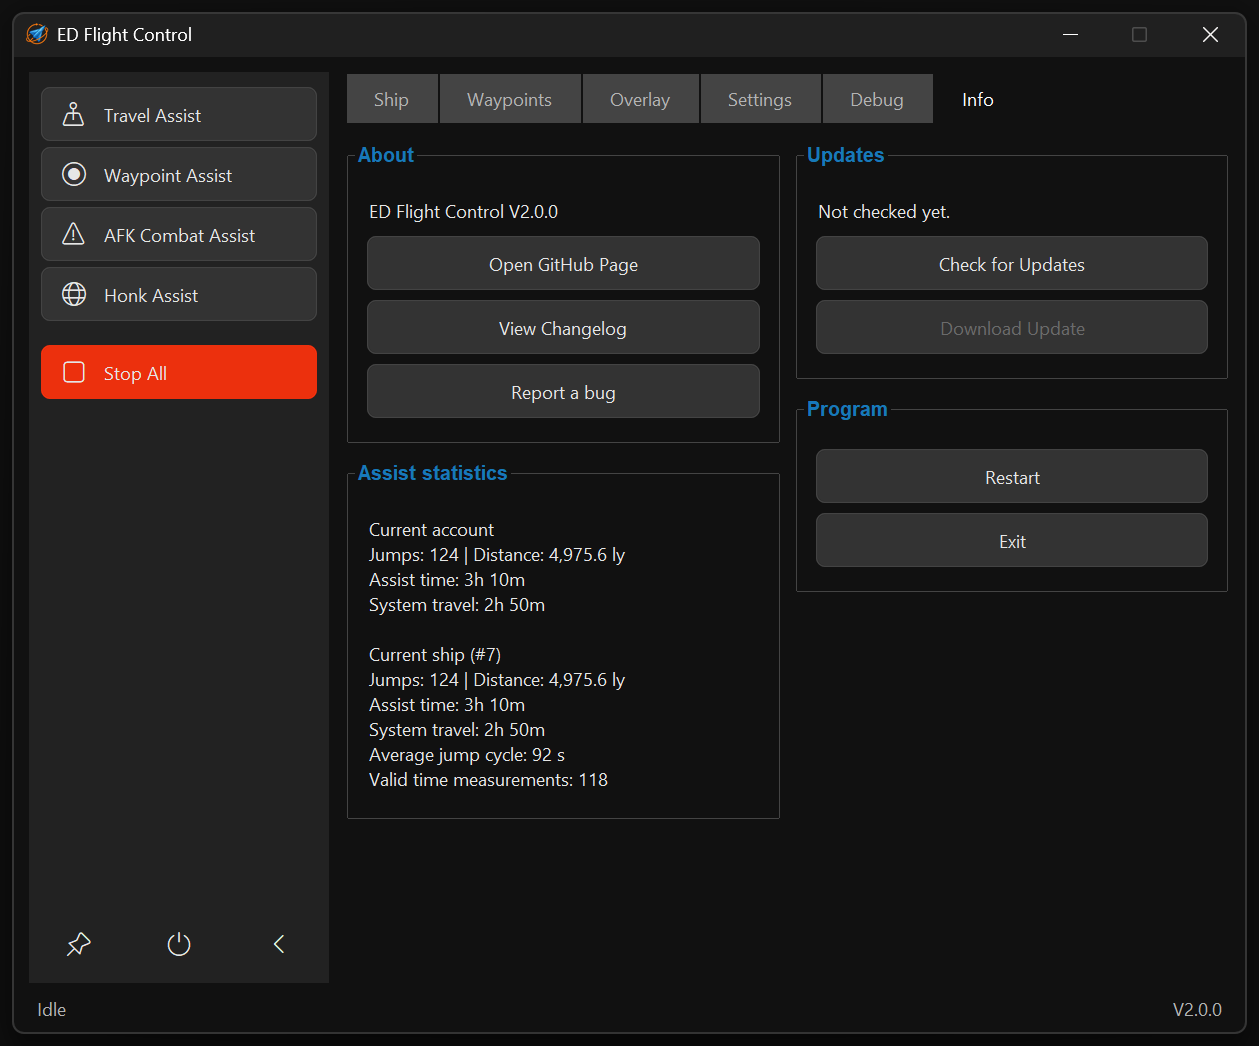 ED Flight Control
Travel Assist
Waypoint Assist
AFK Combat Assist
Honk Assist
Stop All
Ship
Waypoints
Overlay
Settings
Debug
Info
About
ED Flight Control V2.0.0
Open GitHub Page
View Changelog
Report a bug
Assist statistics
Current account
Jumps: 124 | Distance: 4,975.6 ly
Assist time: 3h 10m
System travel: 2h 50m
Current ship (#7)
Jumps: 124 | Distance: 4,975.6 ly
Assist time: 3h 10m
System travel: 2h 50m
Average jump cycle: 92 s
Valid time measurements: 118
Updates
Not checked yet.
Check for Updates
Download Update
Program
Restart
Exit
Idle
V2.0.0